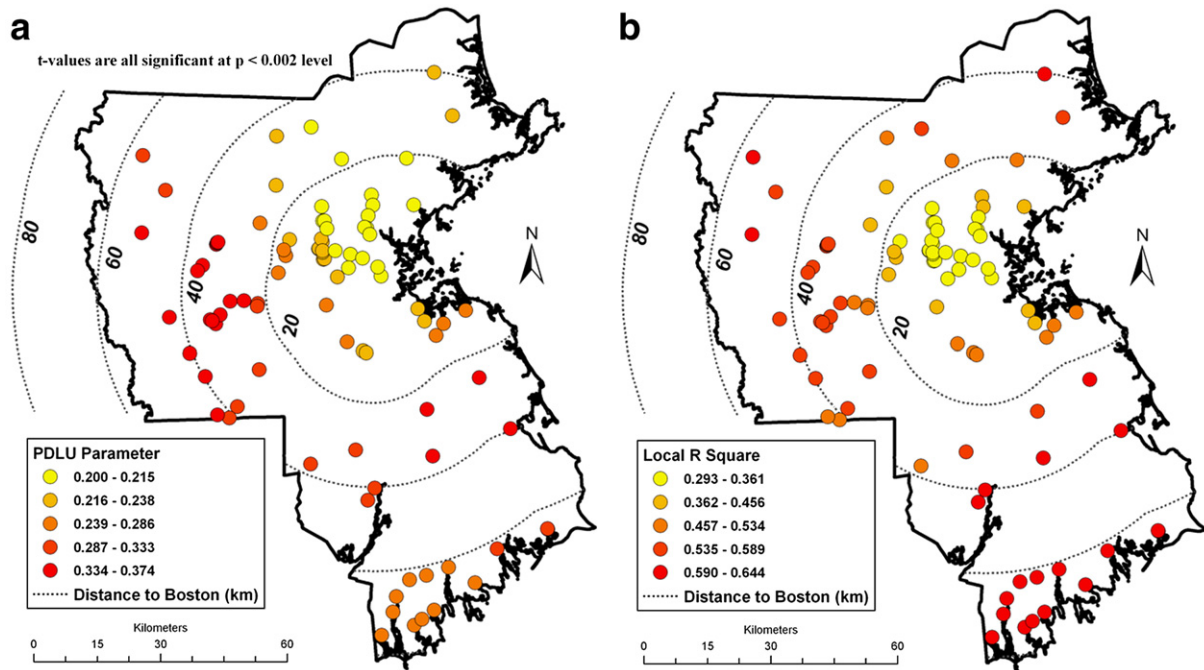 a
t-values are all significant at p < 0.002 level
80
60
40
20
N
PDLU Parameter
0.200 - 0.215
0.216 - 0.238
0.239 - 0.286
0.287 - 0.333
0.334 - 0.374
Distance to Boston (km)
Kilometers
0 15 30 60
b
80
60
40
20
N
Local R Square
0.293 - 0.361
0.362 - 0.456
0.457 - 0.534
0.535 - 0.589
0.590 - 0.644
Distance to Boston (km)
Kilometers
0 15 30 60